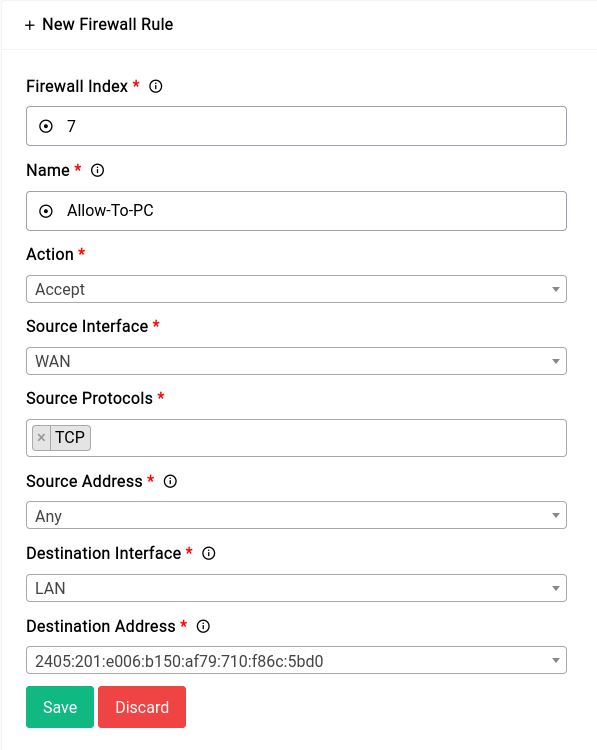 + New Firewall Rule
Firewall Index *
7
Name *
Allow-To-PC
Action *
Accept
Source Interface *
WAN
Source Protocols *
× TCP
Source Address *
Any
Destination Interface *
LAN
Destination Address *
2405:201:e006:b150:af79:710:f86c:5bd0
Save Discard